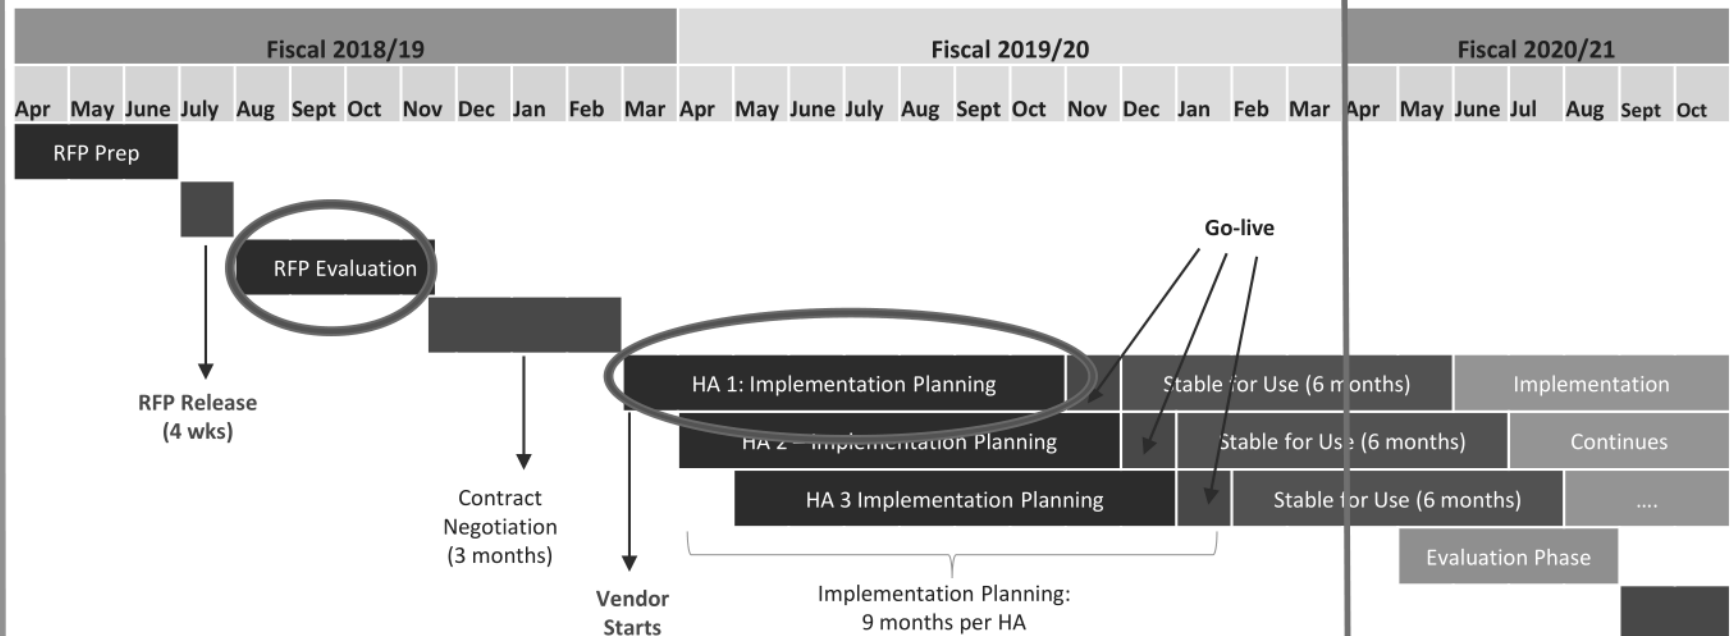 Fiscal 2018/19 Fiscal 2019/20 Fiscal 2020/21
Apr May June July Aug Sept Oct Nov Dec Jan Feb Mar Apr May June July Aug Sept Oct Nov Dec Jan Feb Mar Apr May June Jul Aug Sept Oct
RFP Prep
Go-live
RFP Evaluation
HA 1: Implementation Planning Stable for Use (6 months) Implementation
RFP Release
(4 wks)
HA 2 – Implementation Planning Stable for Use (6 months) Continues
HA 3 Implementation Planning Stable for Use (6 months) ....
Contract
Negotiation
(3 months)
Evaluation Phase
Vendor
Starts
Implementation Planning:
9 months per HA